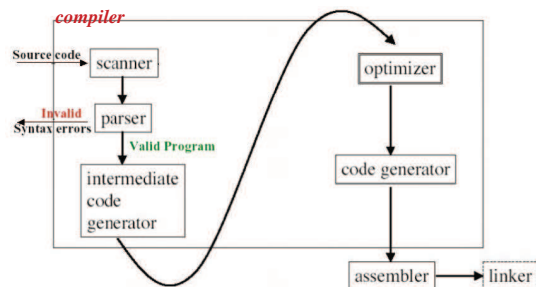 compiler
Source code
scanner
Invalid
Syntax errors
parser
Valid Program
intermediate
code
generator
optimizer
code generator
assembler
linker